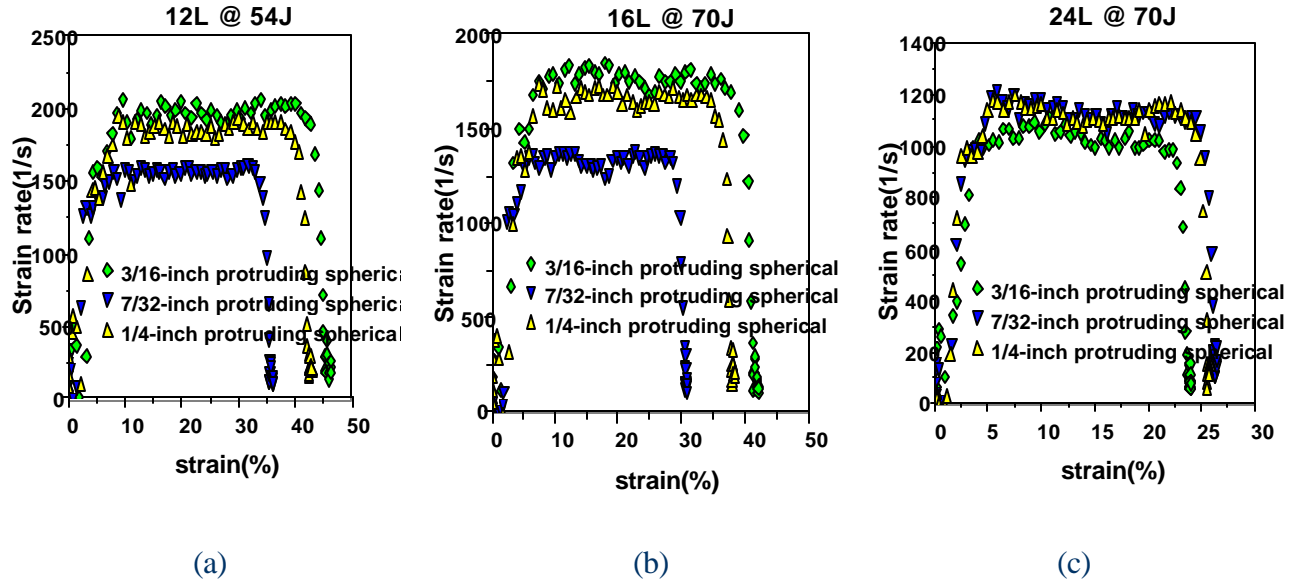 12L @ 54J
Strain rate(1/s)
2500
2000
1500
1000
500
0
3/16-inch protruding spherica
7/32-inch protruding spherica
1/4-inch protruding spherical
0 10 20 30 40 50
strain(%)
(a)
16L @ 70J
Strain rate(1/s)
2000
1500
1000
500
0
3/16-inch protruding spherical
7/32-inch protruding spherical
1/4-inch protruding spherical
0 10 20 30 40 50
strain(%)
(b)
24L @ 70J
Strain rate(1/s)
1400
1200
1000
800
600
400
200
0
3/16-inch protruding spherical
7/32-inch protruding spherical
1/4-inch protruding spherical
0 5 10 15 20 25 30
strain(%)
(c)